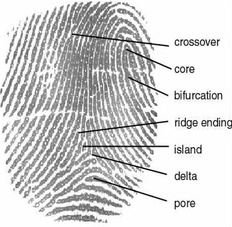 crossover
core
bifurcation
ridge ending
island
delta
pore